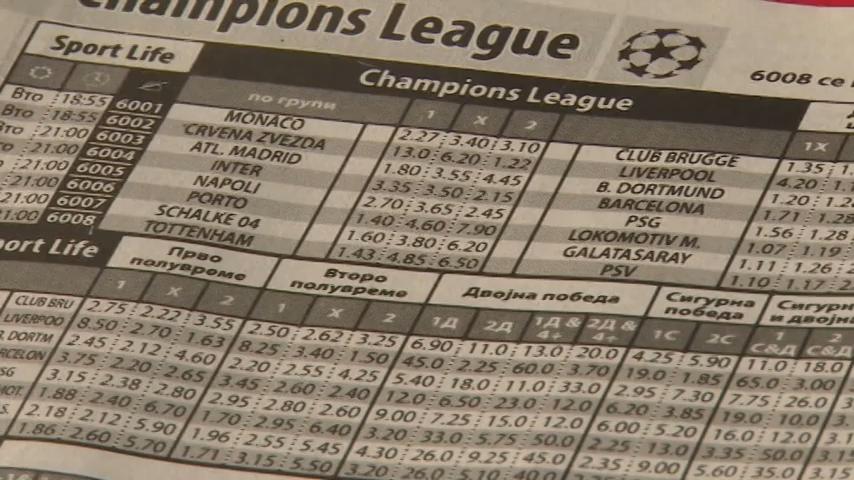 Champions League
Sport Life Champions League 6008 се
по групи 1 X 2 1X
Вто 18:55 6001 MONACO 2.27 3.40 3.10 CLUB BRUGGE 1.35
Вто 18:55 6002 CRVENA ZVEZDA 13.0 6.20 1.22 LIVERPOOL 4.20
Вто 21:00 6003 ATL. MADRID 1.80 3.55 4.45 B. DORTMUND 1.20 1.28
21:00 6004 INTER 3.35 3.50 2.15 BARCELONA 1.71 1.28
21:00 6005 NAPOLI 2.70 3.65 2.45 PSG 1.56 1.28
21:00 6006 PORTO 1.40 4.60 7.90 LOKOMOTIV M. 1.07 1.19
21:00 6007 SCHALKE 04 1.60 3.80 6.20 GALATASARAY 1.11 1.26
21:00 6008 TOTTENHAM 1.43 4.85 6.50 PSV 1.10 1.17
Sport Life Прво полувреме Второ полувреме Двојна победа Сигурна победа Сигурн и двојна
1 X 2 1 X 2 1Д 2Д 1Д & 4+ 2Д & 4+ 1С 2С 1 С&Д 2 С&Д
CLUB BRU 2.75 2.22 3.55 2.50 2.62 3.25 6.90 11.0 13.0 20.0 4.25 5.90 11.0 18.0
LIVERPOO 8.50 2.70 1.63 8.25 3.40 1.50 45.0 2.25 60.0 3.70 19.0 1.85 65.0 3.00
B. DORTM 2.45 2.12 4.60 2.20 2.55 4.25 5.40 18.0 11.0 33.0 2.95 7.30 7.75 26.0
RCELON 3.75 2.20 2.65 3.45 2.60 2.40 12.0 6.50 23.0 12.0 6.20 3.85 19.0 10.0
SG 3.15 2.38 2.80 2.95 2.80 2.60 9.00 7.25 15.0 12.0 6.00 5.20 16.0 12.0
MOT. 1.88 2.40 6.70 1.70 2.95 6.40 3.20 33.0 5.75 50.0 2.25 13.0 3.35 50.0
S. 2.18 2.12 5.90 1.96 2.55 5.45 4.30 26.0 9.25 45.0 2.35 9.00 5.60 35.0
1.86 2.60 5.70 1.71 3.15 5.50 3.20 26.0 5.10 40.0